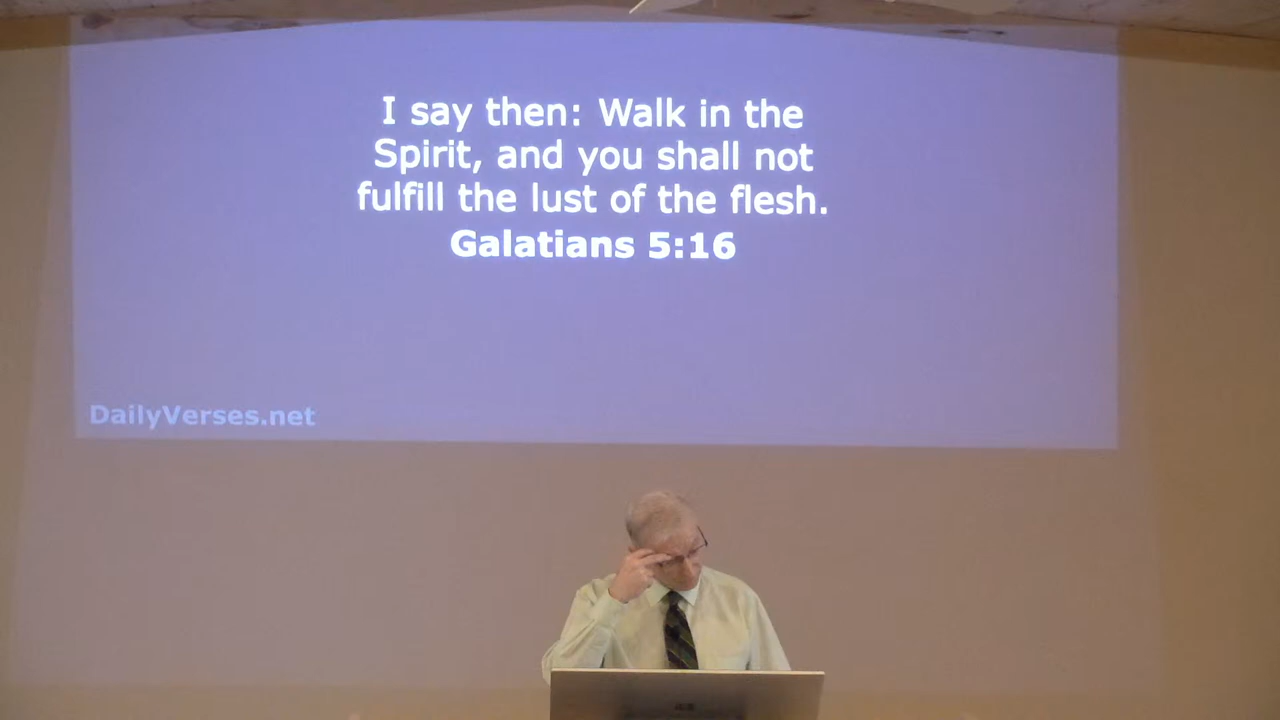 I say then: Walk in the
Spirit, and you shall not
fulfill the lust of the flesh.
Galatians 5:16
DailyVerses.net